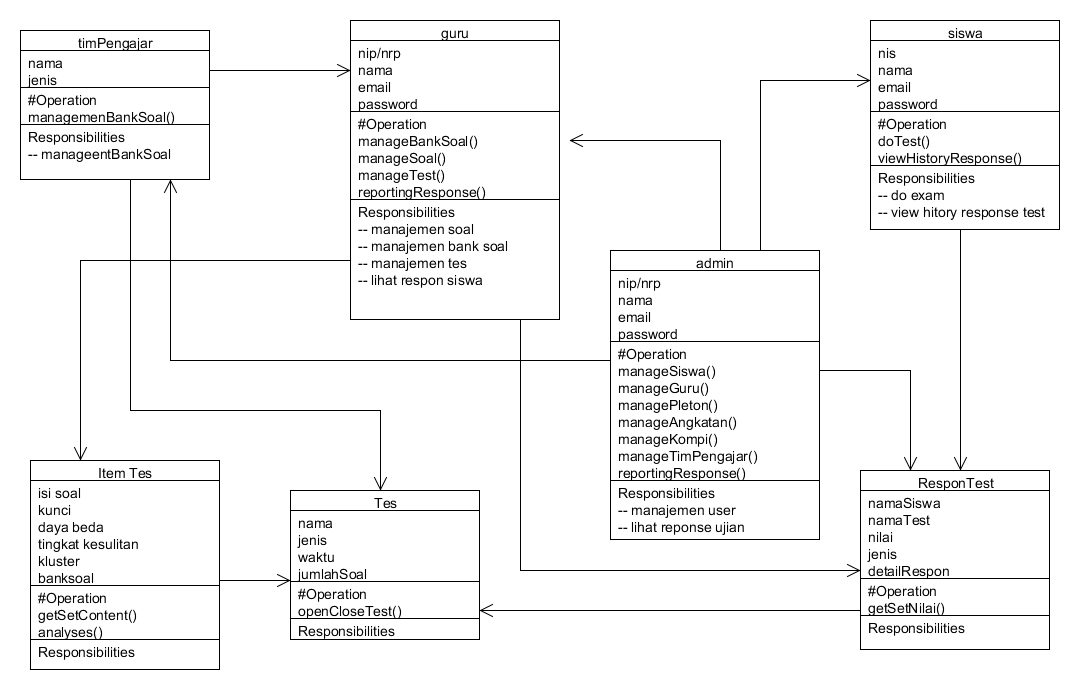 timPengajar
nama
jenis
#Operation
managemenBankSoal()
Responsibilities
-- manageentBankSoal
guru
nip/nrp
nama
email
password
#Operation
manageBankSoal()
manageSoal()
manageTest()
reportingResponse()
Responsibilities
-- manajemen soal
-- manajemen bank soal
-- manajemen tes
-- lihat respon siswa
siswa
nis
nama
email
password
#Operation
doTest()
viewHistoryResponse()
Responsibilities
-- do exam
-- view hitory response test
admin
nip/nrp
nama
email
password
#Operation
manageSiswa()
manageGuru()
managePleton()
manageAngkatan()
manageKompi()
manageTimPengajar()
reportingResponse()
Responsibilities
-- manajemen user
-- lihat reponse ujian
Item Tes
isi soal
kunci
daya beda
tingkat kesulitan
kluster
banksoal
#Operation
getSetContent()
analyses()
Responsibilities
Tes
nama
jenis
waktu
jumlahSoal
#Operation
openCloseTest()
Responsibilities
ResponTest
namaSiswa
namaTest
nilai
jenis
detailRespon
#Operation
getSetNilai()
Responsibilities